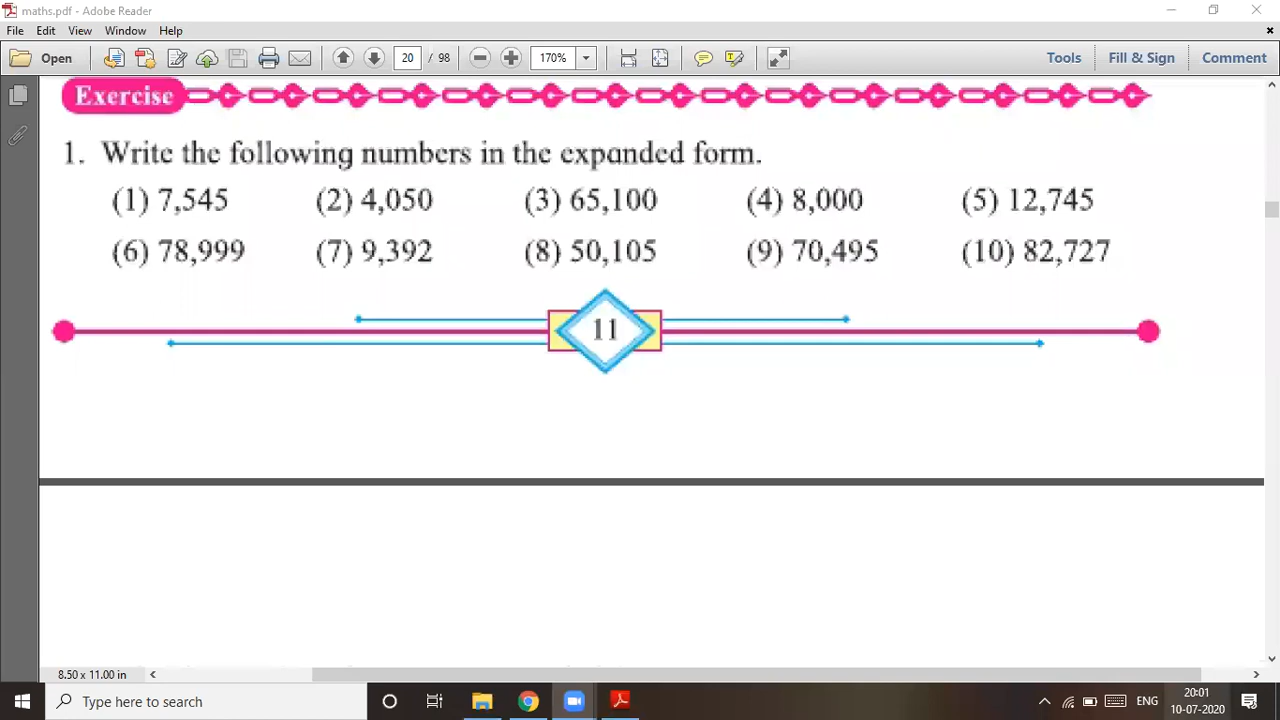 maths.pdf - Adobe Reader
File Edit View Window Help
Open 20 / 98 170% Tools Fill & Sign Comment
Exercise
1. Write the following numbers in the expanded form.
(1) 7,545 (2) 4,050 (3) 65,100 (4) 8,000 (5) 12,745
(6) 78,999 (7) 9,392 (8) 50,105 (9) 70,495 (10) 82,727
11
8.50 x 11.00 in
Type here to search
ENG
20:01
10-07-2020